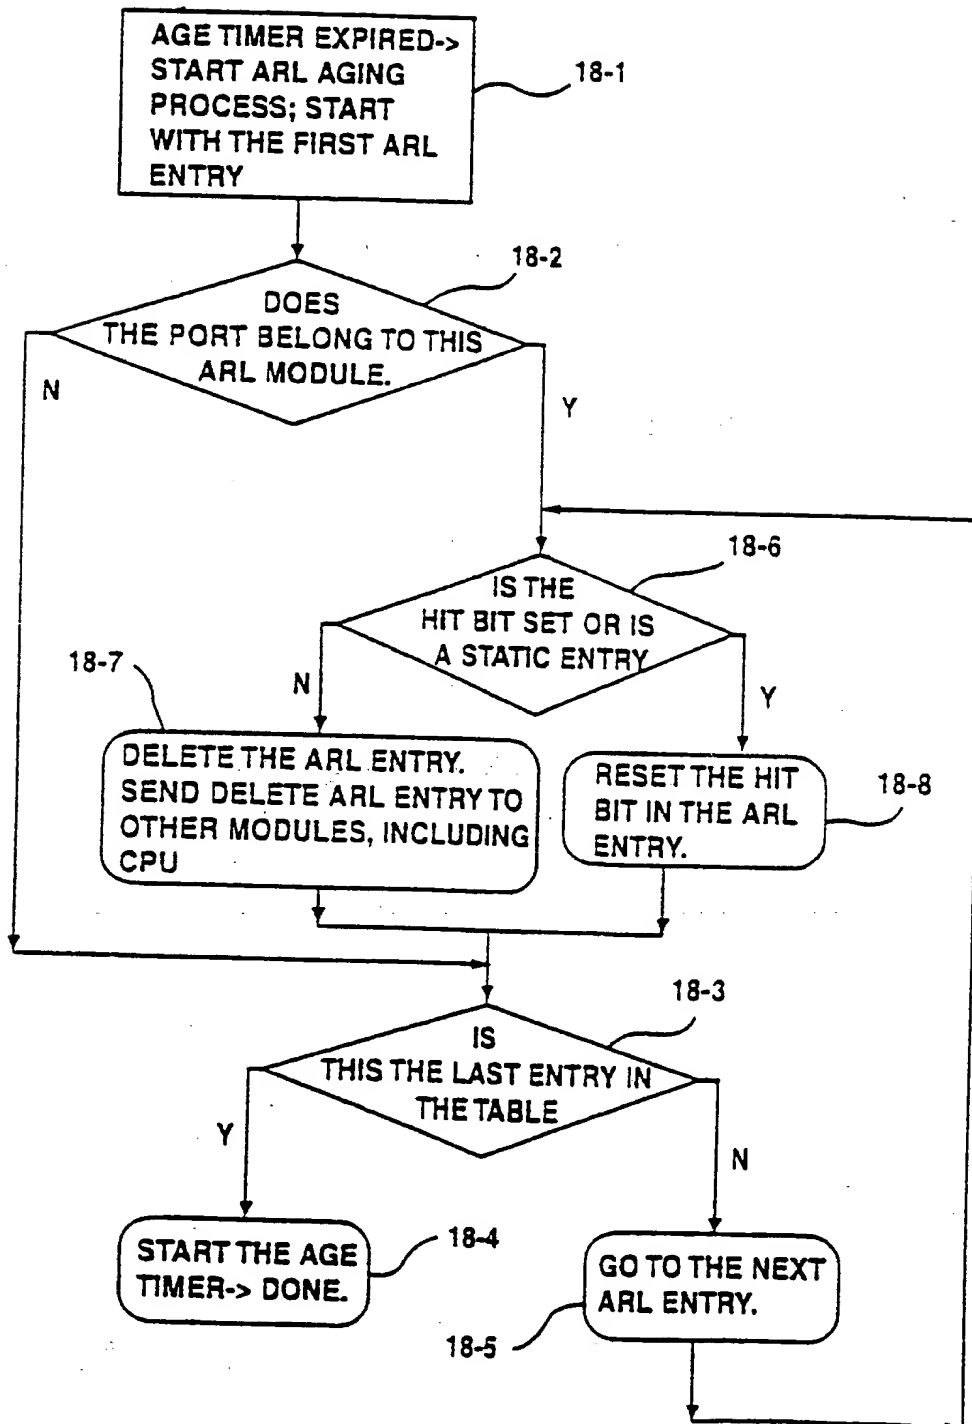 AGE TIMER EXPIRED->
START ARL AGING
PROCESS; START
WITH THE FIRST ARL
ENTRY
18-1
18-2
DOES
THE PORT BELONG TO THIS
ARL MODULE.
N
Y
18-6
IS THE
HIT BIT SET OR IS
A STATIC ENTRY
18-7
N
Y
DELETE THE ARL ENTRY.
SEND DELETE ARL ENTRY TO
OTHER MODULES, INCLUDING
CPU
RESET THE HIT
BIT IN THE ARL
ENTRY.
18-8
18-3
IS
THIS THE LAST ENTRY IN
THE TABLE
Y
N
START THE AGE
TIMER-> DONE.
18-4
GO TO THE NEXT
ARL ENTRY.
18-5